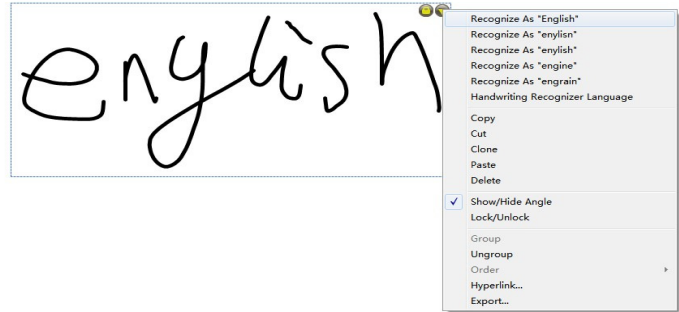 english
Recognize As "English"
Recognize As "enylisn"
Recognize As "enylish"
Recognize As "engine"
Recognize As "engrain"
Handwriting Recognizer Language
Copy
Cut
Clone
Paste
Delete
Show/Hide Angle
Lock/Unlock
Group
Ungroup
Order
Hyperlink...
Export...